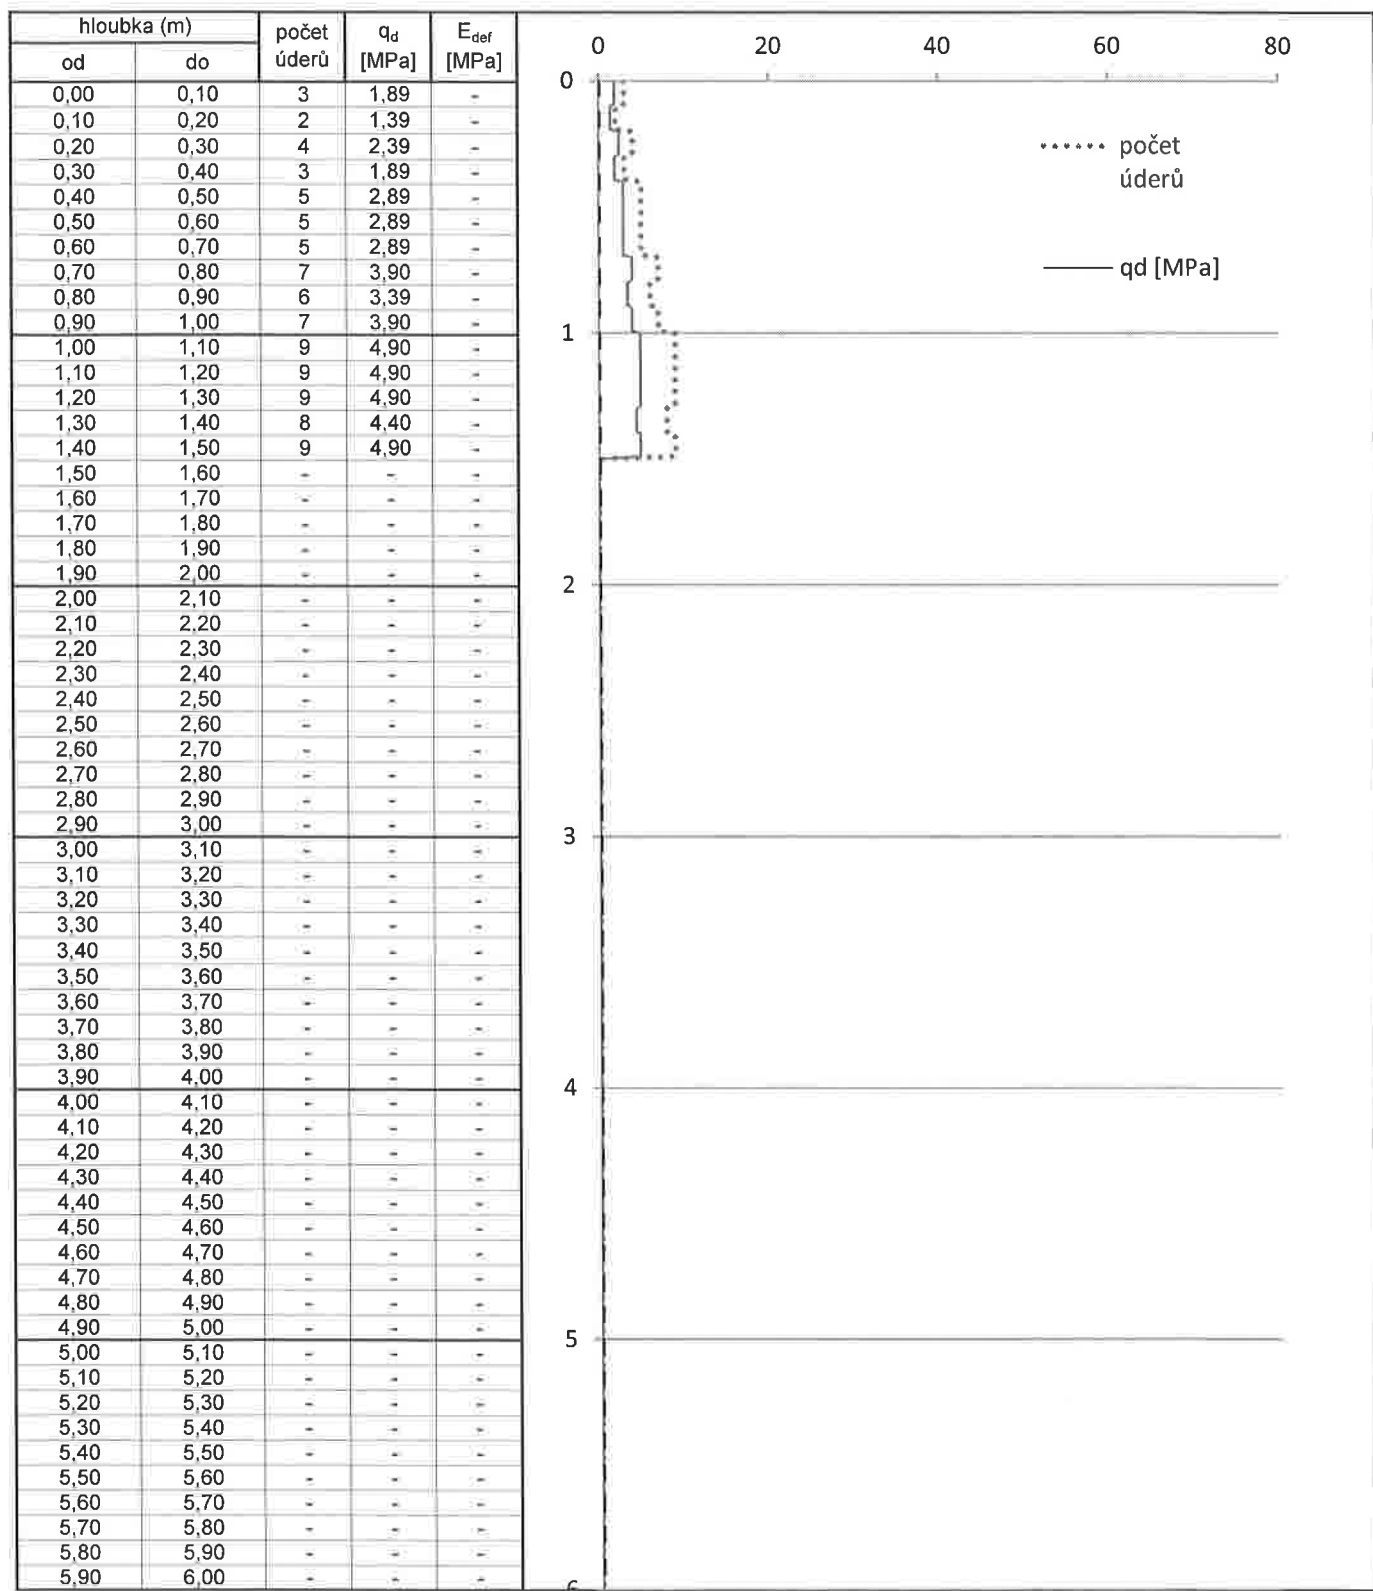 hloubka (m) počet úderů qd [MPa] Edef [MPa]
od do
0,00 0,10 3 1,89 -
0,10 0,20 2 1,39 -
0,20 0,30 4 2,39 -
0,30 0,40 3 1,89 -
0,40 0,50 5 2,89 -
0,50 0,60 5 2,89 -
0,60 0,70 5 2,89 -
0,70 0,80 7 3,90 -
0,80 0,90 6 3,39 -
0,90 1,00 7 3,90 -
1,00 1,10 9 4,90 -
1,10 1,20 9 4,90 -
1,20 1,30 9 4,90 -
1,30 1,40 8 4,40 -
1,40 1,50 9 4,90 -
1,50 1,60 - - -
1,60 1,70 - - -
1,70 1,80 - - -
1,80 1,90 - - -
1,90 2,00 - - -
2,00 2,10 - - -
2,10 2,20 - - -
2,20 2,30 - - -
2,30 2,40 - - -
2,40 2,50 - - -
2,50 2,60 - - -
2,60 2,70 - - -
2,70 2,80 - - -
2,80 2,90 - - -
2,90 3,00 - - -
3,00 3,10 - - -
3,10 3,20 - - -
3,20 3,30 - - -
3,30 3,40 - - -
3,40 3,50 - - -
3,50 3,60 - - -
3,60 3,70 - - -
3,70 3,80 - - -
3,80 3,90 - - -
3,90 4,00 - - -
4,00 4,10 - - -
4,10 4,20 - - -
4,20 4,30 - - -
4,30 4,40 - - -
4,40 4,50 - - -
4,50 4,60 - - -
4,60 4,70 - - -
4,70 4,80 - - -
4,80 4,90 - - -
4,90 5,00 - - -
5,00 5,10 - - -
5,10 5,20 - - -
5,20 5,30 - - -
5,30 5,40 - - -
5,40 5,50 - - -
5,50 5,60 - - -
5,60 5,70 - - -
5,70 5,80 - - -
5,80 5,90 - - -
5,90 6,00 - - -
0 20 40 60 80
0
1
2
3
4
5
6
počet
úderů
qd [MPa]